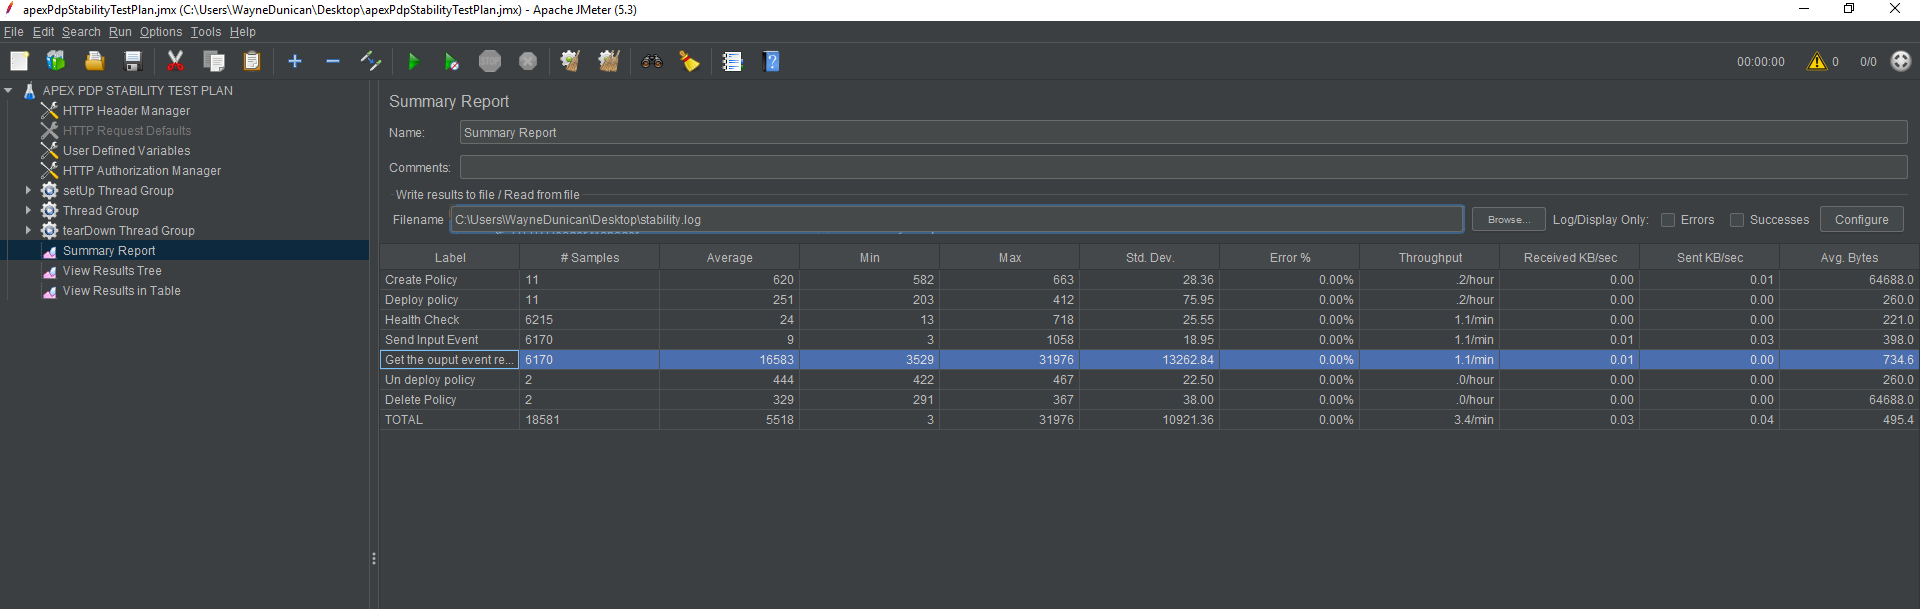 apexPdpStabilityTestPlan.jmx (C:\Users\WayneDunican\Desktop\apexPdpStabilityTestPlan.jmx) - Apache JMeter (5.3)
File Edit Search Run Options Tools Help
STOP 00:00:00 0 0/0
APEX PDP STABILITY TEST PLAN
HTTP Header Manager
HTTP Request Defaults
User Defined Variables
HTTP Authorization Manager
setUp Thread Group
Thread Group
tearDown Thread Group
Summary Report
View Results Tree
View Results in Table
Summary Report
Name: Summary Report
Comments:
Write results to file / Read from file
Filename C:\Users\WayneDunican\Desktop\stability.log Browse... Log/Display Only: Errors Successes Configure
Label # Samples Average Min Max Std. Dev. Error % Throughput Received KB/sec Sent KB/sec Avg. Bytes
Create Policy 11 620 582 663 28.36 0.00% .2/hour 0.00 0.01 64688.0
Deploy policy 11 251 203 412 75.95 0.00% .2/hour 0.00 0.00 260.0
Health Check 6215 24 13 718 25.55 0.00% 1.1/min 0.00 0.00 221.0
Send Input Event 6170 9 3 1058 18.95 0.00% 1.1/min 0.01 0.03 398.0
Get the ouput event re... 6170 16583 3529 31976 13262.84 0.00% 1.1/min 0.01 0.00 734.6
Un deploy policy 2 444 422 467 22.50 0.00% .0/hour 0.00 0.00 260.0
Delete Policy 2 329 291 367 38.00 0.00% .0/hour 0.00 0.00 64688.0
TOTAL 18581 5518 3 31976 10921.36 0.00% 3.4/min 0.03 0.04 495.4